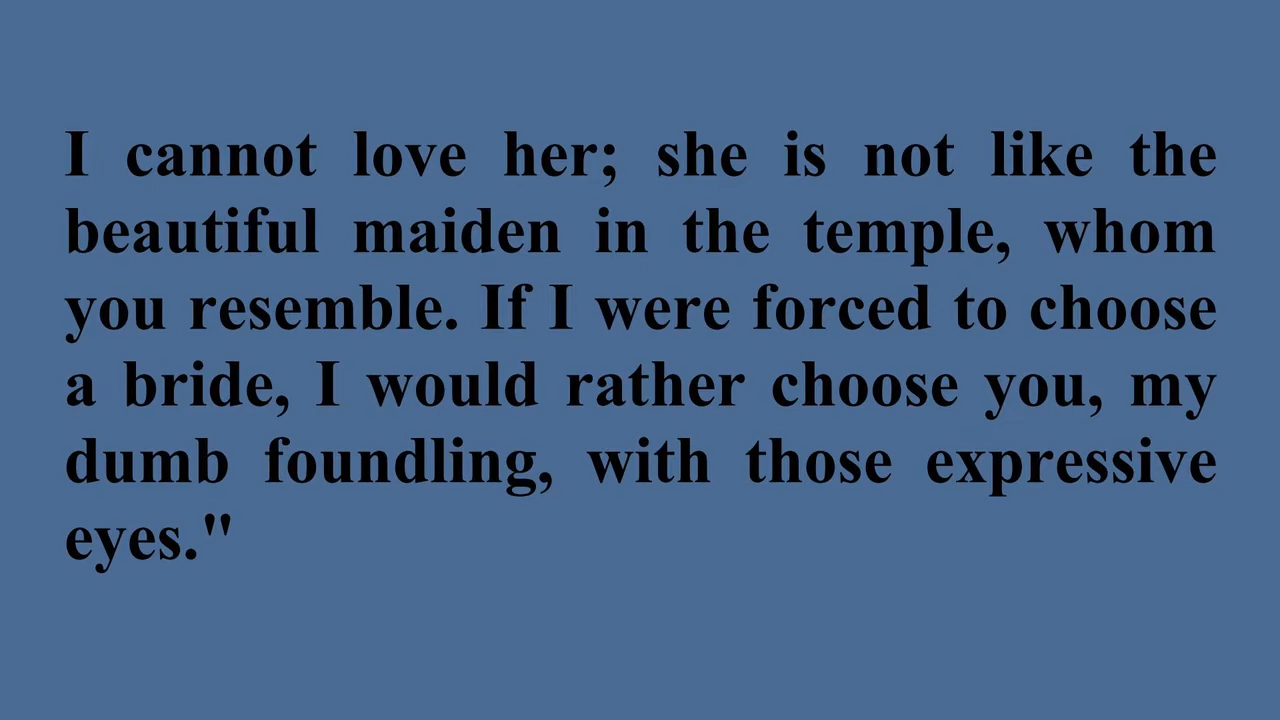 I cannot love her; she is not like the
beautiful maiden in the temple, whom
you resemble. If I were forced to choose
a bride, I would rather choose you, my
dumb foundling, with those expressive
eyes."